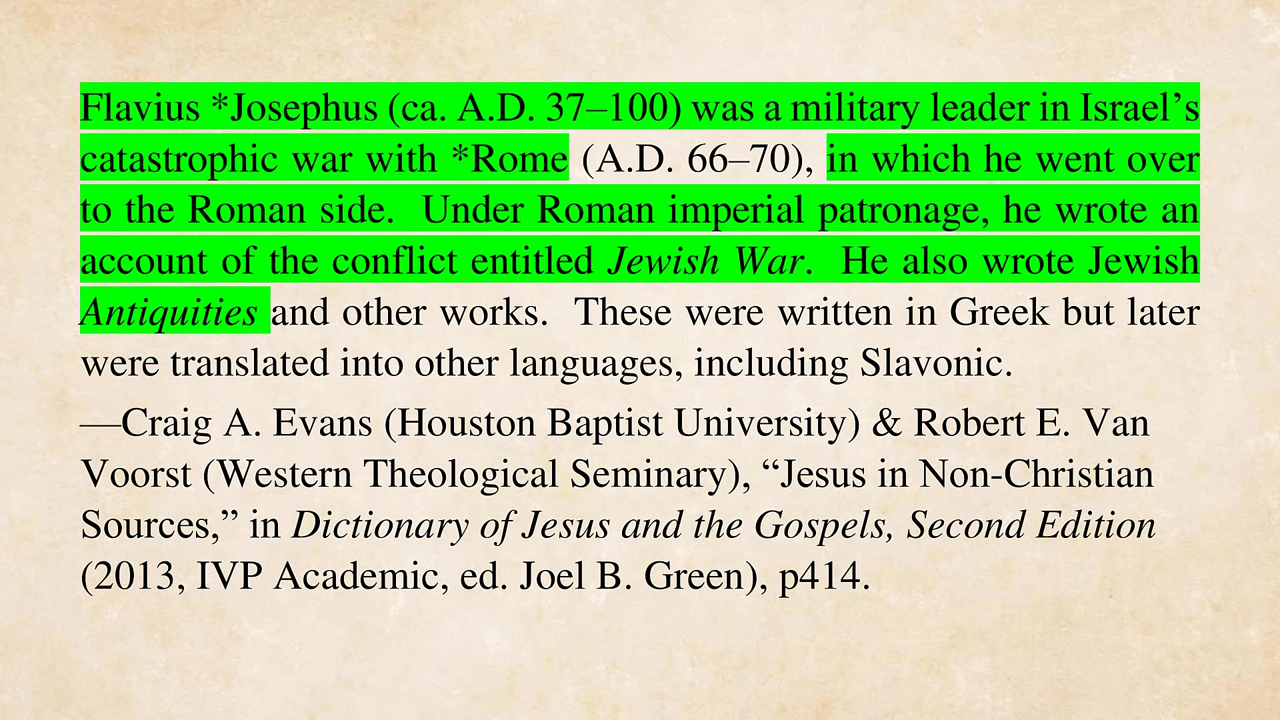 Flavius *Josephus (ca. A.D. 37–100) was a military leader in Israel’s
catastrophic war with *Rome (A.D. 66–70), in which he went over
to the Roman side.  Under Roman imperial patronage, he wrote an
account of the conflict entitled Jewish War.  He also wrote Jewish
Antiquities and other works.  These were written in Greek but later
were translated into other languages, including Slavonic.
—Craig A. Evans (Houston Baptist University) & Robert E. Van
Voorst (Western Theological Seminary), “Jesus in Non-Christian
Sources,” in Dictionary of Jesus and the Gospels, Second Edition
(2013, IVP Academic, ed. Joel B. Green), p414.